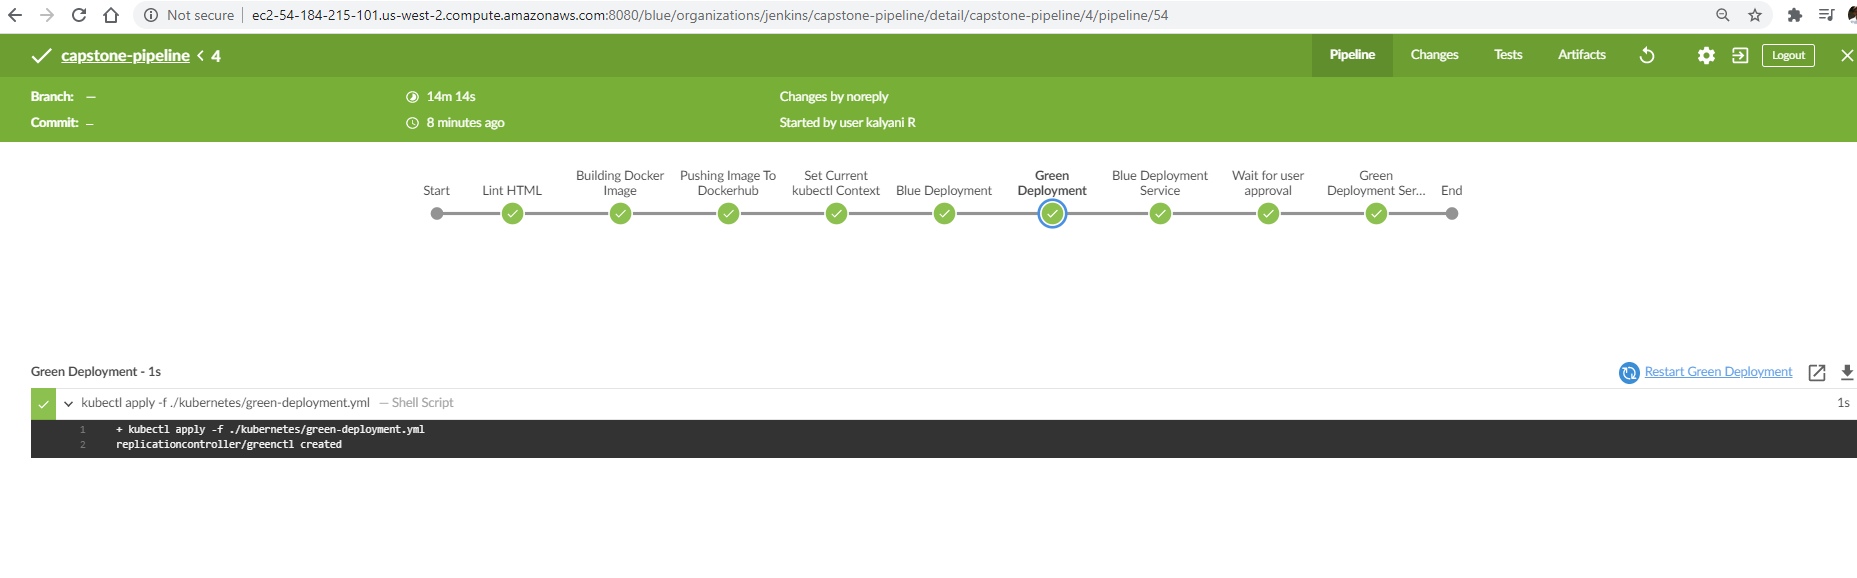 Not secure | ec2-54-184-215-101.us-west-2.compute.amazonaws.com:8080/blue/organizations/jenkins/capstone-pipeline/detail/capstone-pipeline/4/pipeline/54
capstone-pipeline < 4
Pipeline Changes Tests Artifacts Logout
Branch: — 14m 14s Changes by noreply
Commit: — 8 minutes ago Started by user kalyani R
Start
Lint HTML
Building Docker
Image
Pushing Image To
Dockerhub
Set Current
kubectl Context
Blue Deployment
Green
Deployment
Blue Deployment
Service
Wait for user
approval
Green
Deployment Ser...
End
Green Deployment - 1s Restart Green Deployment
kubectl apply -f ./kubernetes/green-deployment.yml — Shell Script 1s
1 + kubectl apply -f ./kubernetes/green-deployment.yml
2 replicationcontroller/greenctl created